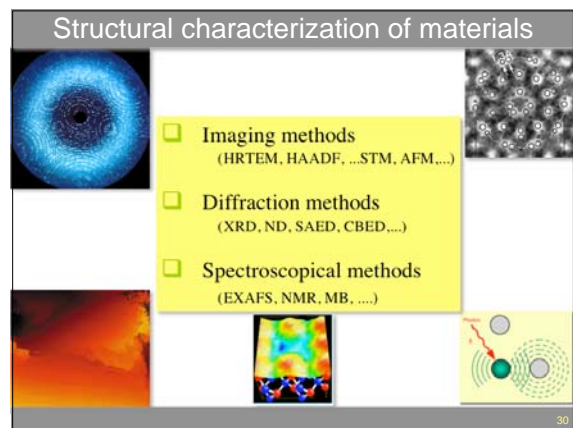 Structural characterization of materials
Imaging methods
(HRTEM, HAADF, ...STM, AFM,...)
Diffraction methods
(XRD, ND, SAED, CBED,...)
Spectroscopical methods
(EXAFS, NMR, MB, ....)
30